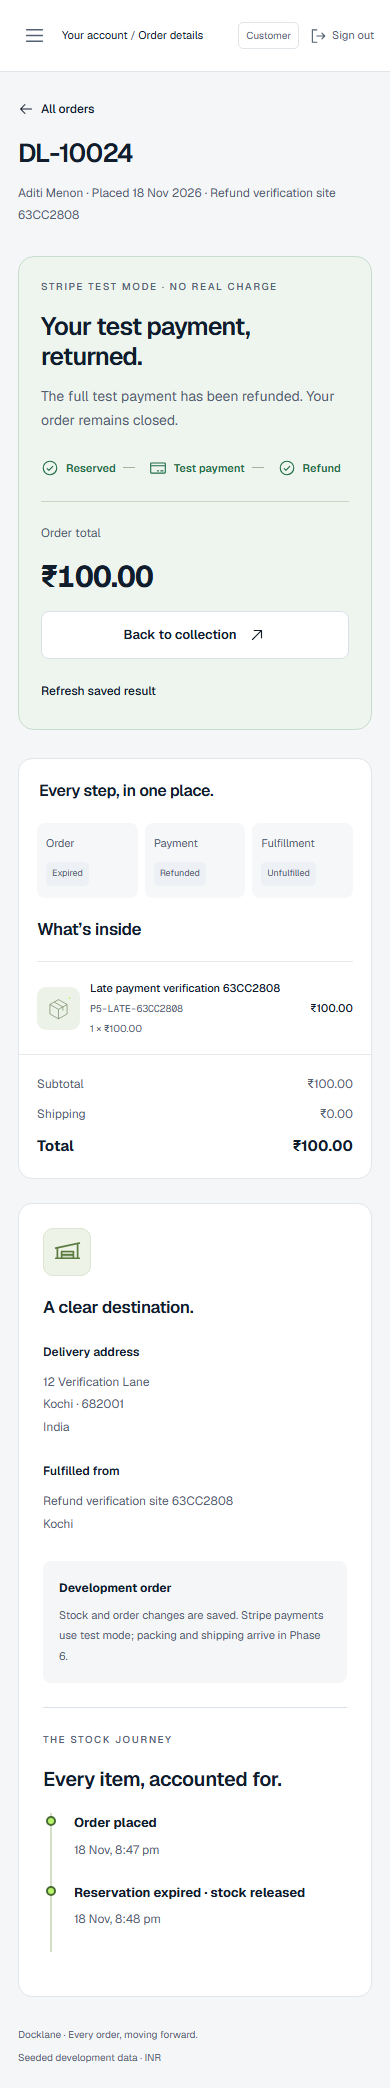 Your account / Order details
Customer
Sign out
All orders
DL-10024
Aditi Menon · Placed 18 Nov 2026 · Refund verification site
63CC2808
STRIPE TEST MODE · NO REAL CHARGE
Your test payment,
returned.
The full test payment has been refunded. Your
order remains closed.
Reserved — Test payment — Refund
Order total
₹100.00
Back to collection
Refresh saved result
Every step, in one place.
Order
Payment
Fulfillment
Expired
Refunded
Unfulfilled
What’s inside
Late payment verification 63CC2808
P5-LATE-63CC2808
₹100.00
1 × ₹100.00
Subtotal ₹100.00
Shipping ₹0.00
Total ₹100.00
A clear destination.
Delivery address
12 Verification Lane
Kochi · 682001
India
Fulfilled from
Refund verification site 63CC2808
Kochi
Development order
Stock and order changes are saved. Stripe payments
use test mode; packing and shipping arrive in Phase
6.
THE STOCK JOURNEY
Every item, accounted for.
Order placed
18 Nov, 8:47 pm
Reservation expired · stock released
18 Nov, 8:48 pm
Docklane · Every order, moving forward.
Seeded development data · INR